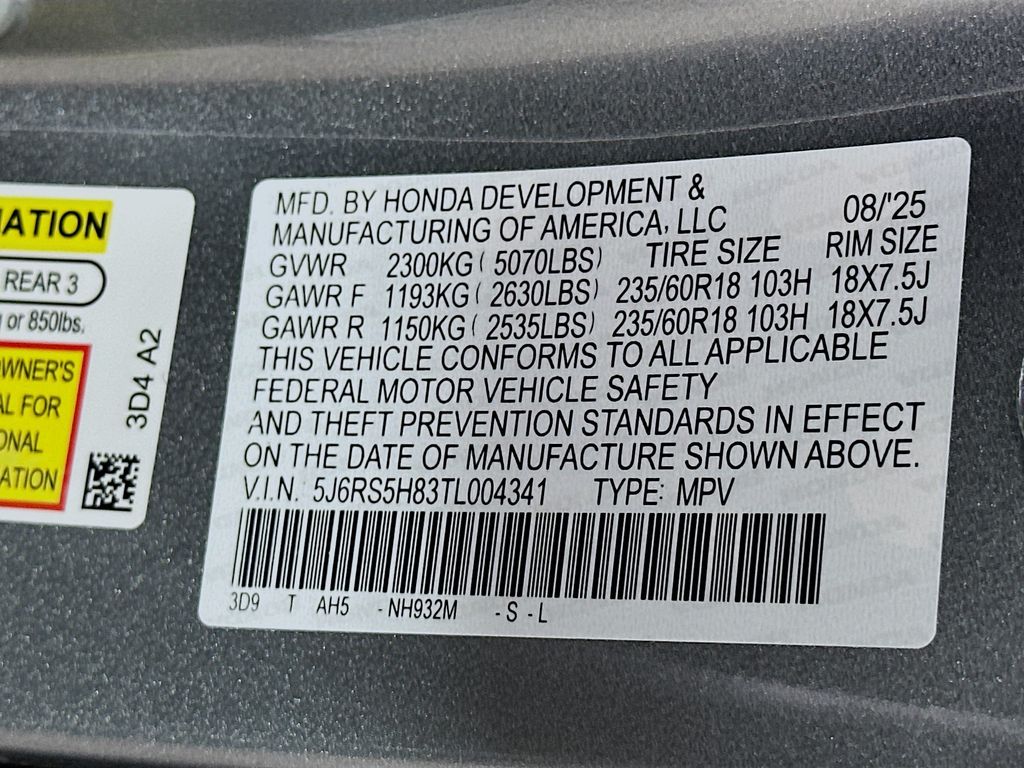 MATION
REAR 3
or 850lbs.
OWNER'S
AL FOR
ONAL
ATION
3D4 A2
MFD. BY HONDA DEVELOPMENT &
MANUFACTURING OF AMERICA, LLC 08/'25
GVWR 2300KG ( 5070LBS) TIRE SIZE RIM SIZE
GAWR F 1193KG ( 2630LBS) 235/60R18 103H 18X7.5J
GAWR R 1150KG ( 2535LBS) 235/60R18 103H 18X7.5J
THIS VEHICLE CONFORMS TO ALL APPLICABLE
FEDERAL MOTOR VEHICLE SAFETY
AND THEFT PREVENTION STANDARDS IN EFFECT
ON THE DATE OF MANUFACTURE SHOWN ABOVE.
V.I.N. 5J6RS5H83TL004341 TYPE: MPV
3D9 T AH5 - NH932M - S - L